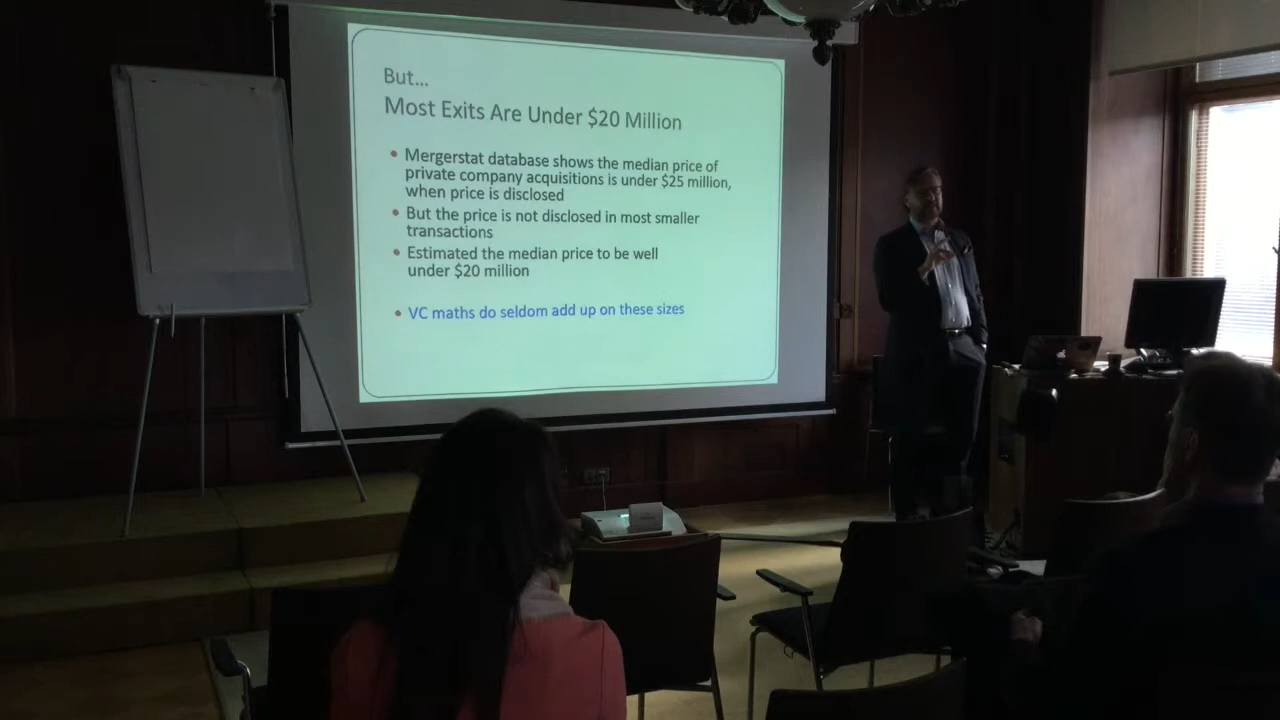 But...
Most Exits Are Under $20 Million
• Mergerstat database shows the median price of
private company acquisitions is under $25 million,
when price is disclosed
• But the price is not disclosed in most smaller
transactions
• Estimated the median price to be well
under $20 million
• VC maths do seldom add up on these sizes